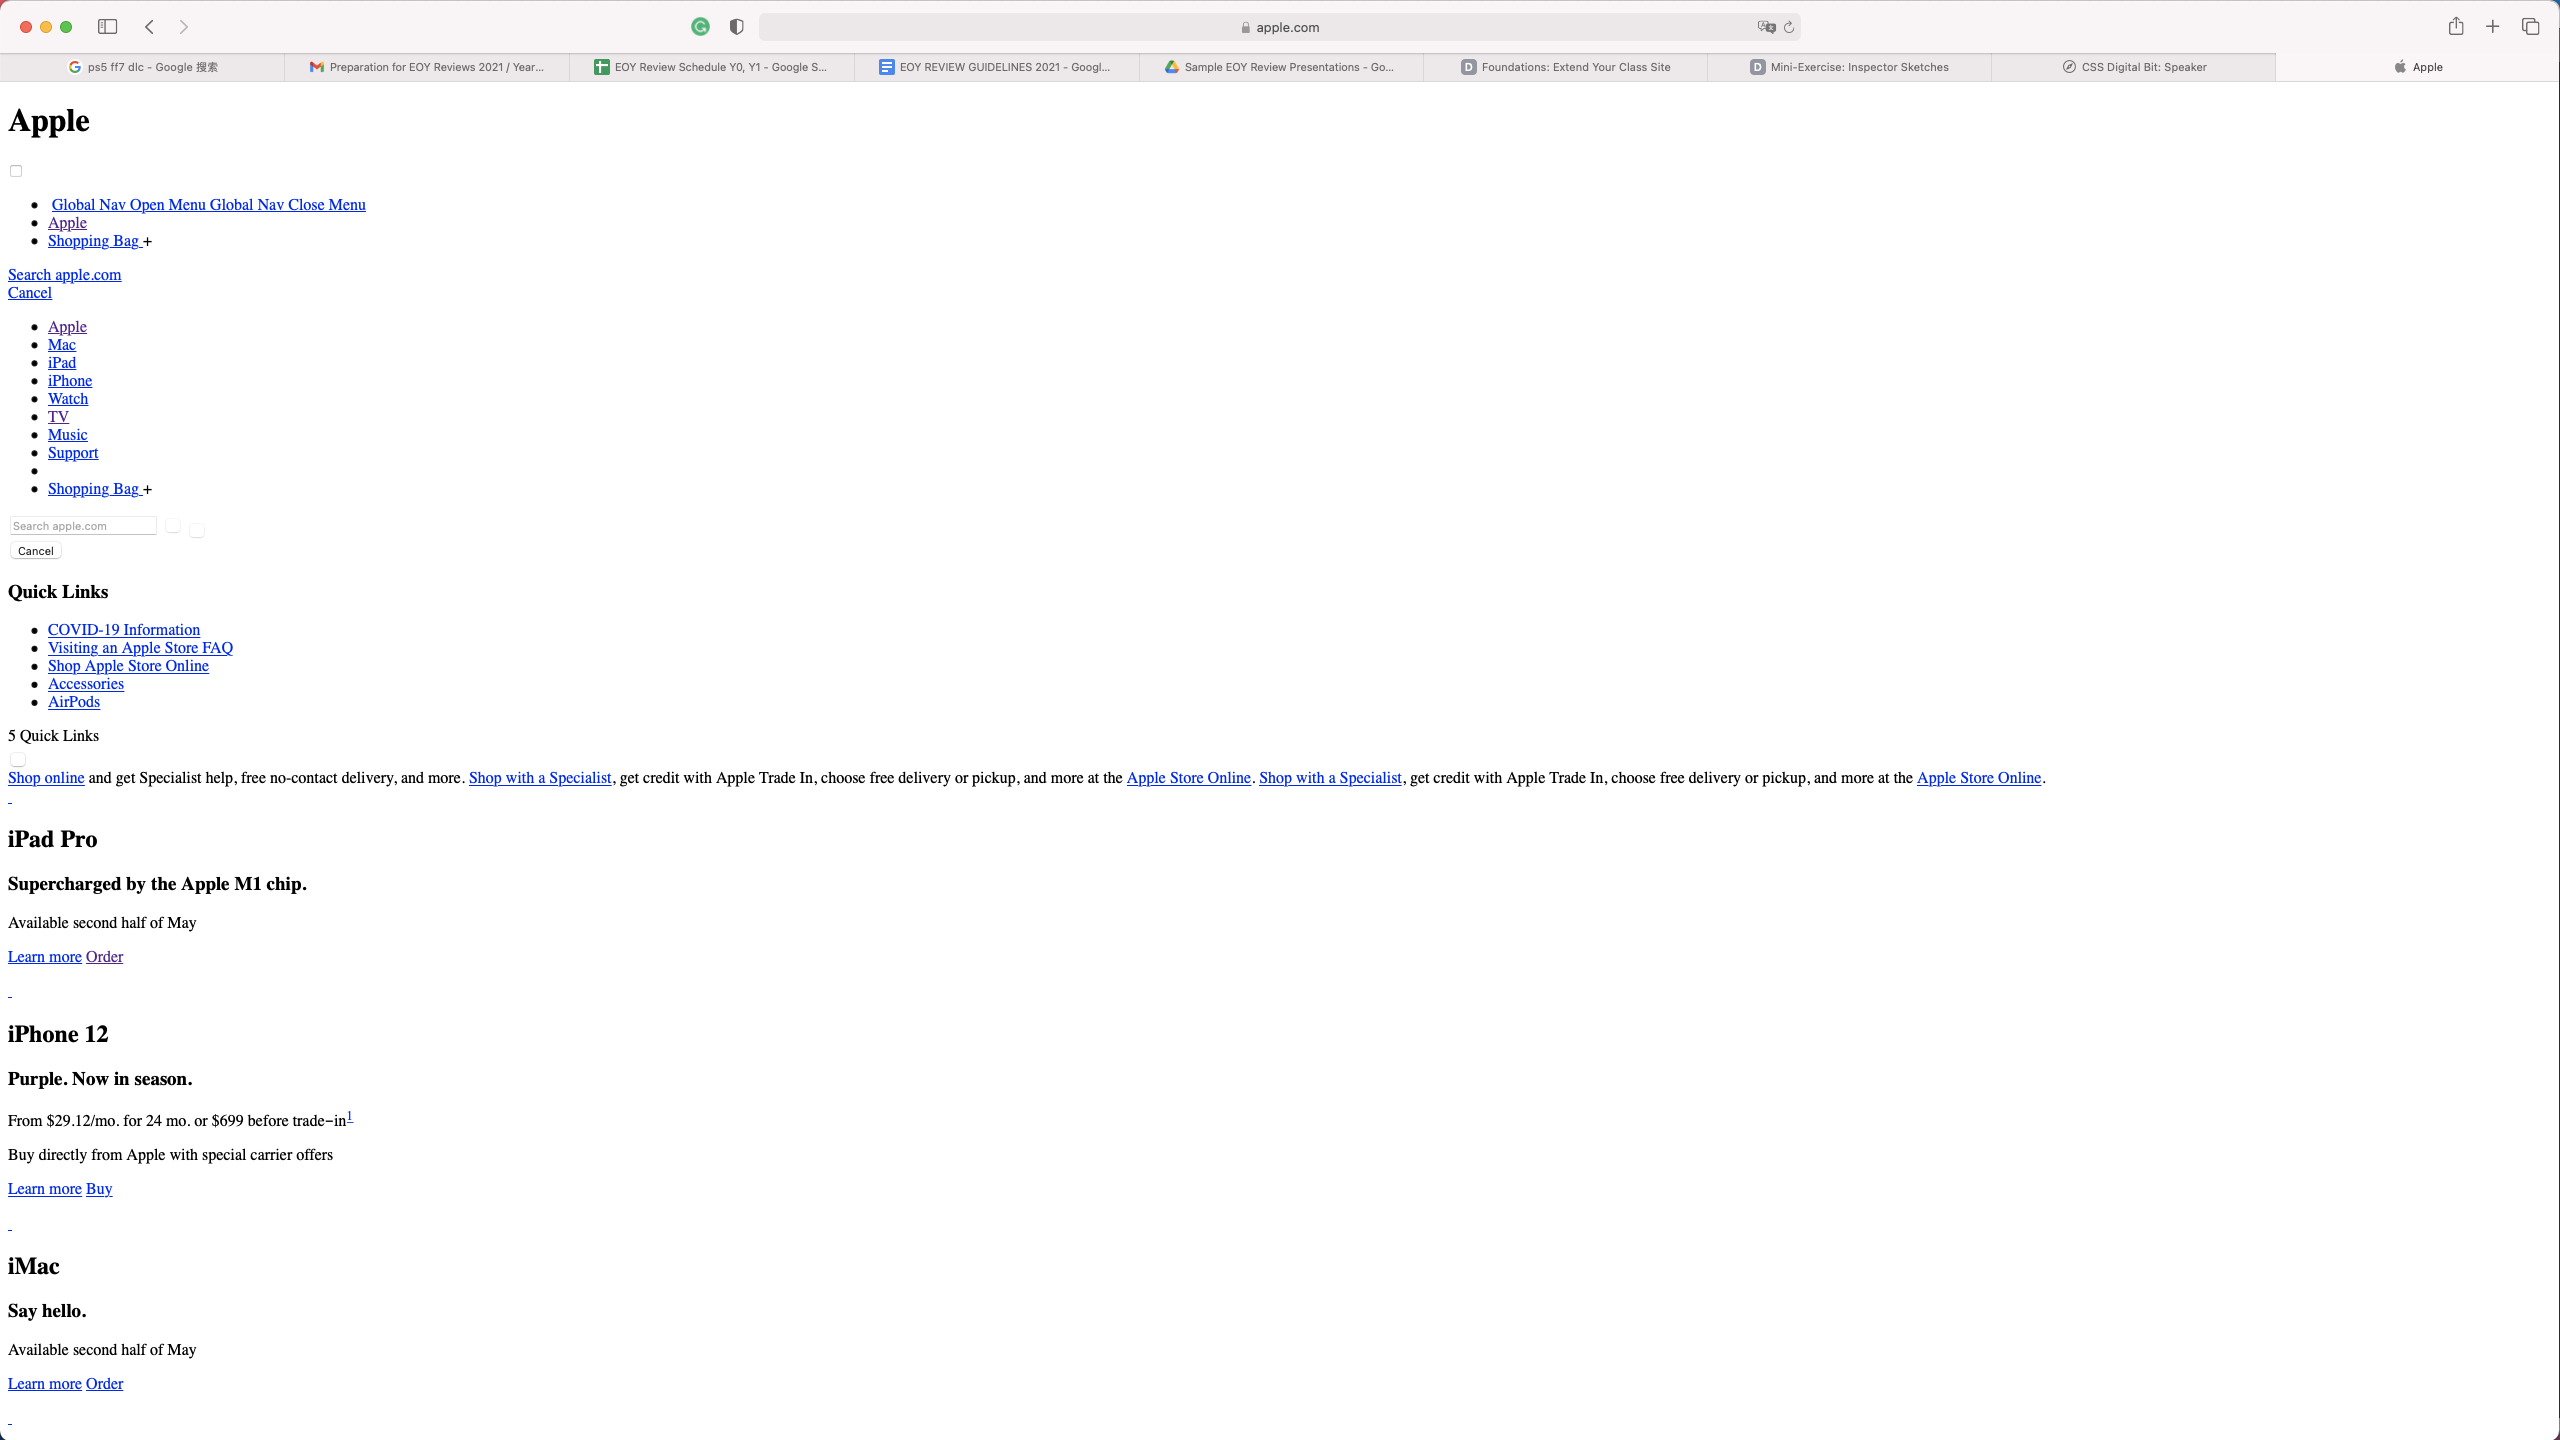 apple.com
ps5 ff7 dlc - Google 搜索
Preparation for EOY Reviews 2021 / Year...
EOY Review Schedule Y0, Y1 - Google S...
EOY REVIEW GUIDELINES 2021 - Googl...
Sample EOY Review Presentations - Go...
D Foundations: Extend Your Class Site
D Mini-Exercise: Inspector Sketches
CSS Digital Bit: Speaker
Apple
Apple
Global Nav Open Menu Global Nav Close Menu
Apple
Shopping Bag +
Search apple.com
Cancel
Apple
Mac
iPad
iPhone
Watch
TV
Music
Support
Shopping Bag +
Search apple.com
Cancel
Quick Links
COVID-19 Information
Visiting an Apple Store FAQ
Shop Apple Store Online
Accessories
AirPods
5 Quick Links
Shop online and get Specialist help, free no-contact delivery, and more. Shop with a Specialist, get credit with Apple Trade In, choose free delivery or pickup, and more at the Apple Store Online. Shop with a Specialist, get credit with Apple Trade In, choose free delivery or pickup, and more at the Apple Store Online.
iPad Pro
Supercharged by the Apple M1 chip.
Available second half of May
Learn more Order
iPhone 12
Purple. Now in season.
From $29.12/mo. for 24 mo. or $699 before trade-in1
Buy directly from Apple with special carrier offers
Learn more Buy
iMac
Say hello.
Available second half of May
Learn more Order